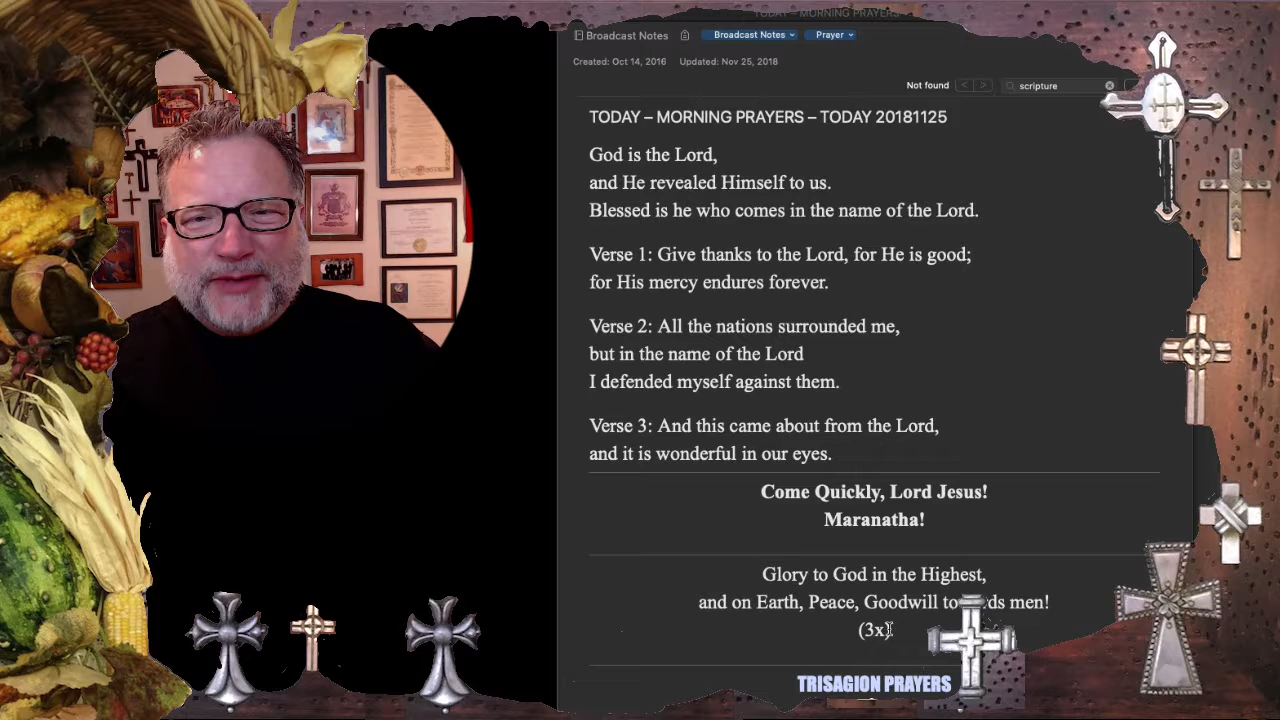 TODAY – MORNING PRAYERS –
Broadcast Notes
Broadcast Notes
Prayer
Created: Oct 14, 2016 Updated: Nov 25, 2018
Not found
scripture
TODAY – MORNING PRAYERS – TODAY 20181125
God is the Lord,
and He revealed Himself to us.
Blessed is he who comes in the name of the Lord.
Verse 1: Give thanks to the Lord, for He is good;
for His mercy endures forever.
Verse 2: All the nations surrounded me,
but in the name of the Lord
I defended myself against them.
Verse 3: And this came about from the Lord,
and it is wonderful in our eyes.
Come Quickly, Lord Jesus!
Maranatha!
Glory to God in the Highest,
and on Earth, Peace, Goodwill men!
(3x)
TRISAGION PRAYERS